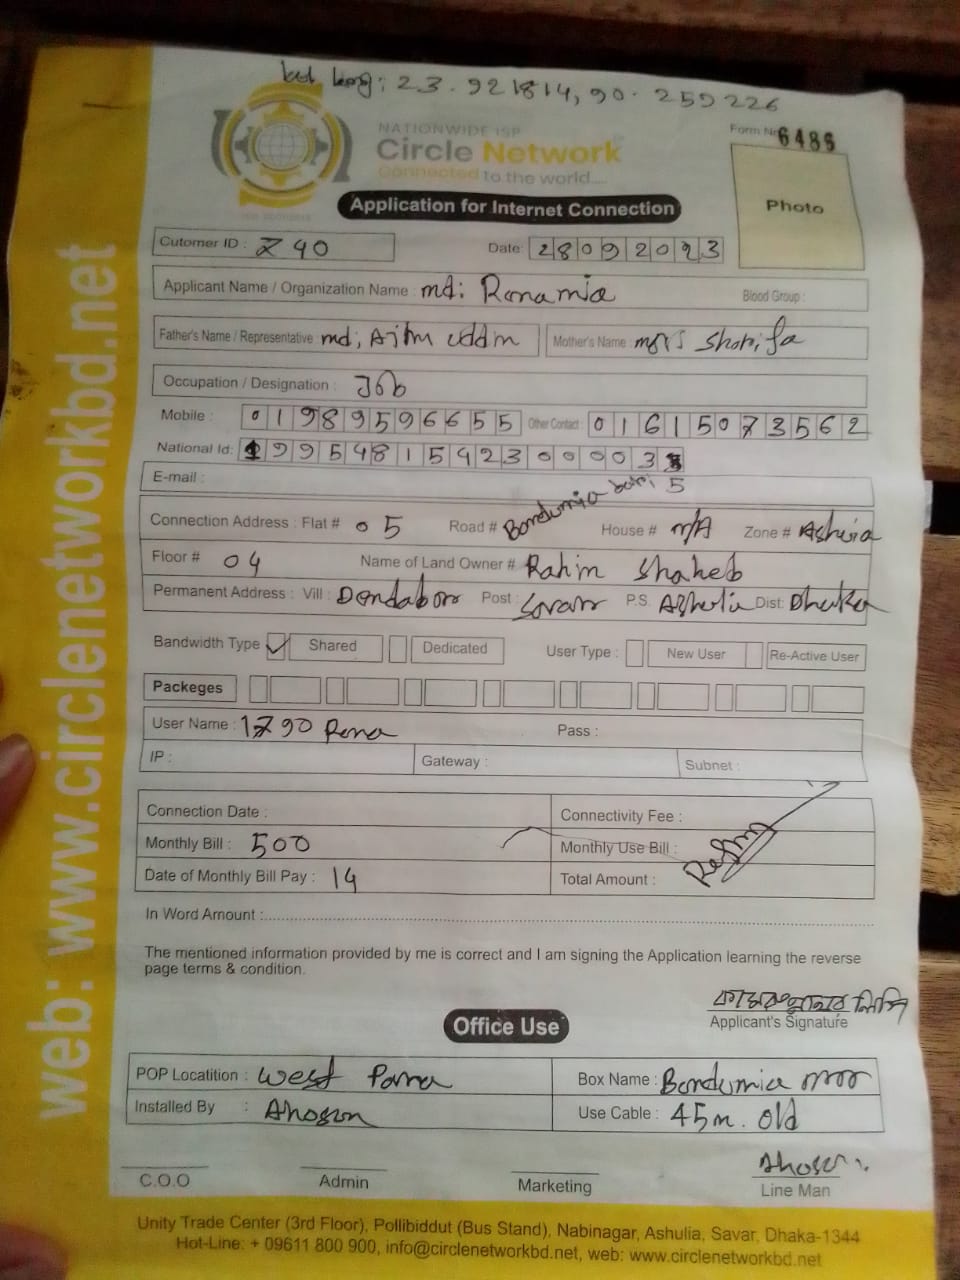 Lat Long: 23.921814, 90.259226
NATIONWIDE ISP
Circle Network
Connected to the world....
Form No 6486
Photo
Application for Internet Connection
Cutomer ID : Z 90
Date: 28092023
Applicant Name / Organization Name : md: Rana mia
Blood Group :
Father's Name / Representative md; Azim uddin
Mother's Name mrs Shorifa
Occupation / Designation : Job
Mobile : 01989596655
Other Contact : 01615073562
National Id: 1995481592300003 5
E-mail :
Connection Address : Flat # 05 Road # Bondumia bari House # n/A Zone # Ashulia
Floor # 04 Name of Land Owner # Rahim Shaheb
Permanent Address : Vill : Dendabor Post : Savar P.S. Ashulia Dist: Dhaka
Bandwidth Type Shared Dedicated User Type : New User Re-Active User
Packeges
User Name : 1790 Rana Pass :
IP : Gateway : Subnet :
Connection Date : Connectivity Fee :
Monthly Bill : 500 Monthly Use Bill :
Date of Monthly Bill Pay : 14 Total Amount :
In Word Amount :
The mentioned information provided by me is correct and I am signing the Application learning the reverse
page terms & condition.
Applicant's Signature
Office Use
POP Locatition : West Para Box Name : Bondumia
Installed By : Ahosan Use Cable : 45m. old
C.O.O Admin Marketing Line Man
Unity Trade Center (3rd Floor), Pollibiddut (Bus Stand), Nabinagar, Ashulia, Savar, Dhaka-1344
Hot-Line: + 09611 800 900, info@circlenetworkbd.net, web: www.circlenetworkbd.net
web: www.circlenetworkbd.net